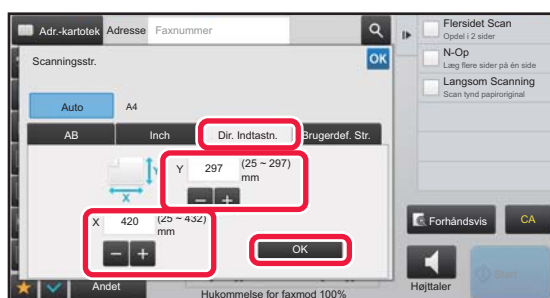 Adr.-kartotek Adresse Faxnummer
Scanningsstr. OK
Auto A4
AB Inch Dir. Indtastn. Brugerdef. Str.
Y 297 (25 ~ 297)
mm
Y
X
X 420 (25 ~ 432)
mm
OK
Andet
Hukommelse for faxmod 100%
Flersidet Scan
Opdel i 2 sider
N-Op
Læg flere sider på én side
Langsom Scanning
Scan tynd papiroriginal
Forhåndsvis CA
Højttaler
Start